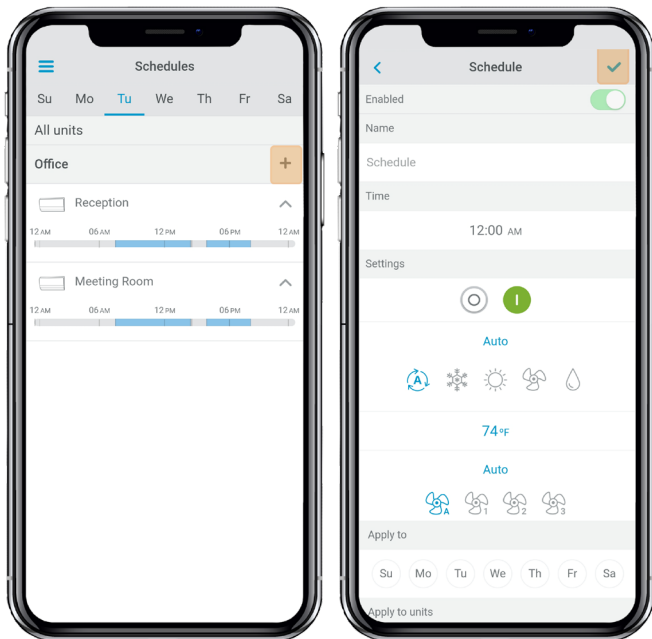 Schedules
Su Mo Tu We Th Fr Sa
All units
Office +
Reception
12 AM 06 AM 12 PM 06 PM 12 AM
Meeting Room
12 AM 06 AM 12 PM 06 PM 12 AM
Schedule
Enabled
Name
Schedule
Time
12:00 AM
Settings
Auto
A
74°F
Auto
A 1 2 3
Apply to
Su Mo Tu We Th Fr Sa
Apply to units